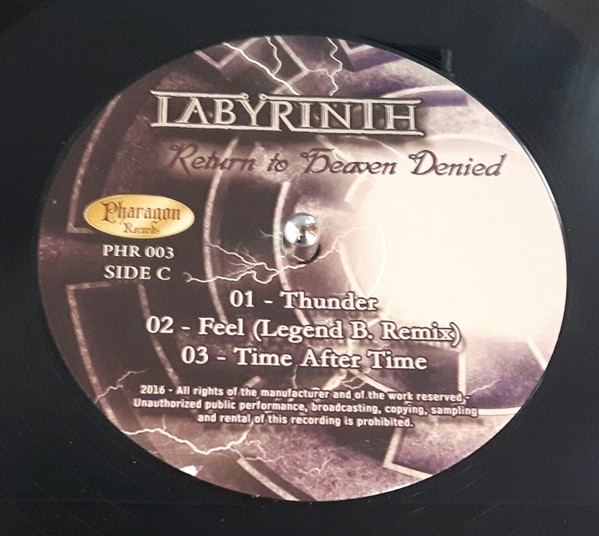 LABYRINTH
Return to Heaven Denied
Pharagon
Records
PHR 003
SIDE C
01 - Thunder
02 - Feel (Legend B. Remix)
03 - Time After Time
2016 - All rights of the manufacturer and of the work reserved.-
Unauthorized public performance, broadcasting, copying, sampling
and rental of this recording is prohibited.